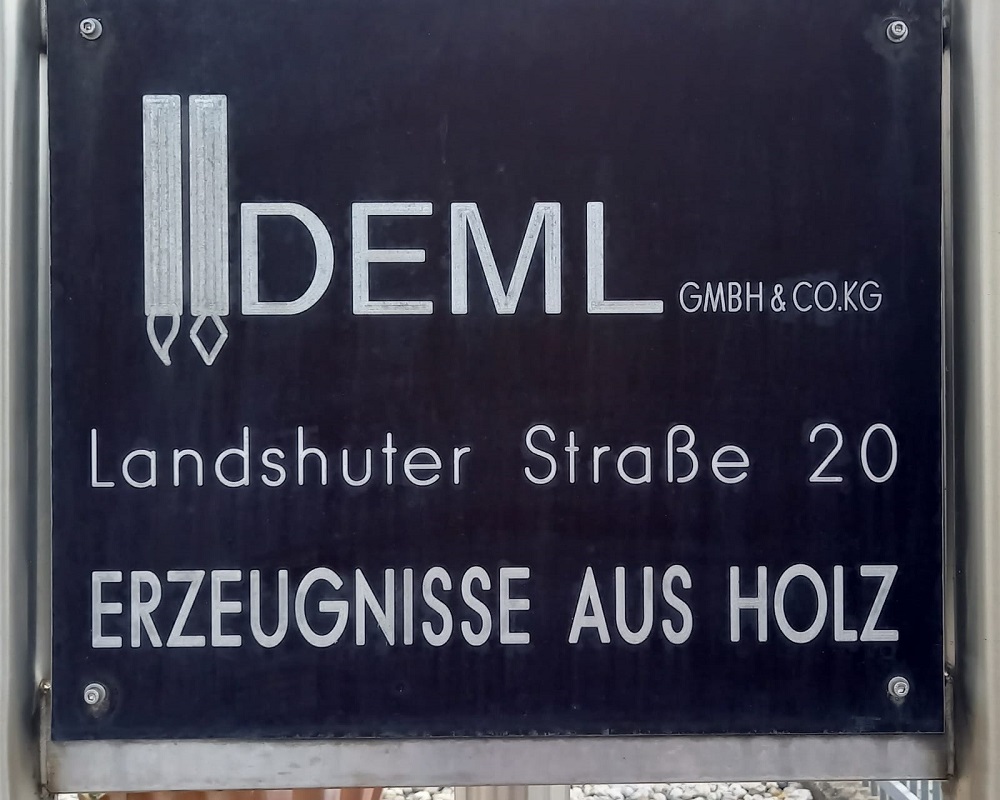 DEML GMBH & CO.KG
Landshuter Straße 20
ERZEUGNISSE AUS HOLZ